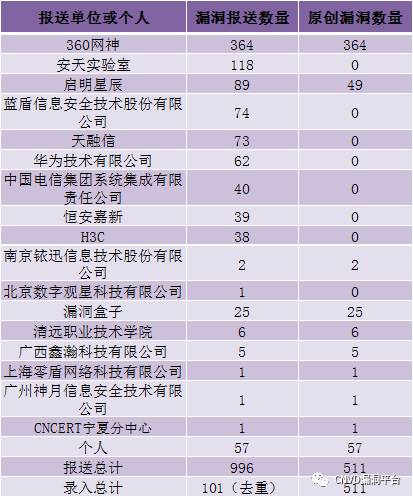 报送单位或个人 漏洞报送数量 原创漏洞数量
360网神 364 364
安天实验室 118 0
启明星辰 89 49
蓝盾信息安全技术股份有限
公司 74 0
天融信 73 0
华为技术有限公司 62 0
中国电信集团系统集成有限
责任公司 40 0
恒安嘉新 39 0
H3C 38 0
南京铱迅信息技术股份有限
公司 2 2
北京数字观星科技有限公司 1 0
漏洞盒子 25 25
清远职业技术学院 6 6
广西鑫瀚科技有限公司 5 5
上海零盾网络科技有限公司 1 1
广州神月信息安全技术有限
公司 1 1
CNCERT宁夏分中心 1 1
个人 57 57
报送总计 996 511
录入总计 101（去重） 511
CNVD漏洞平台